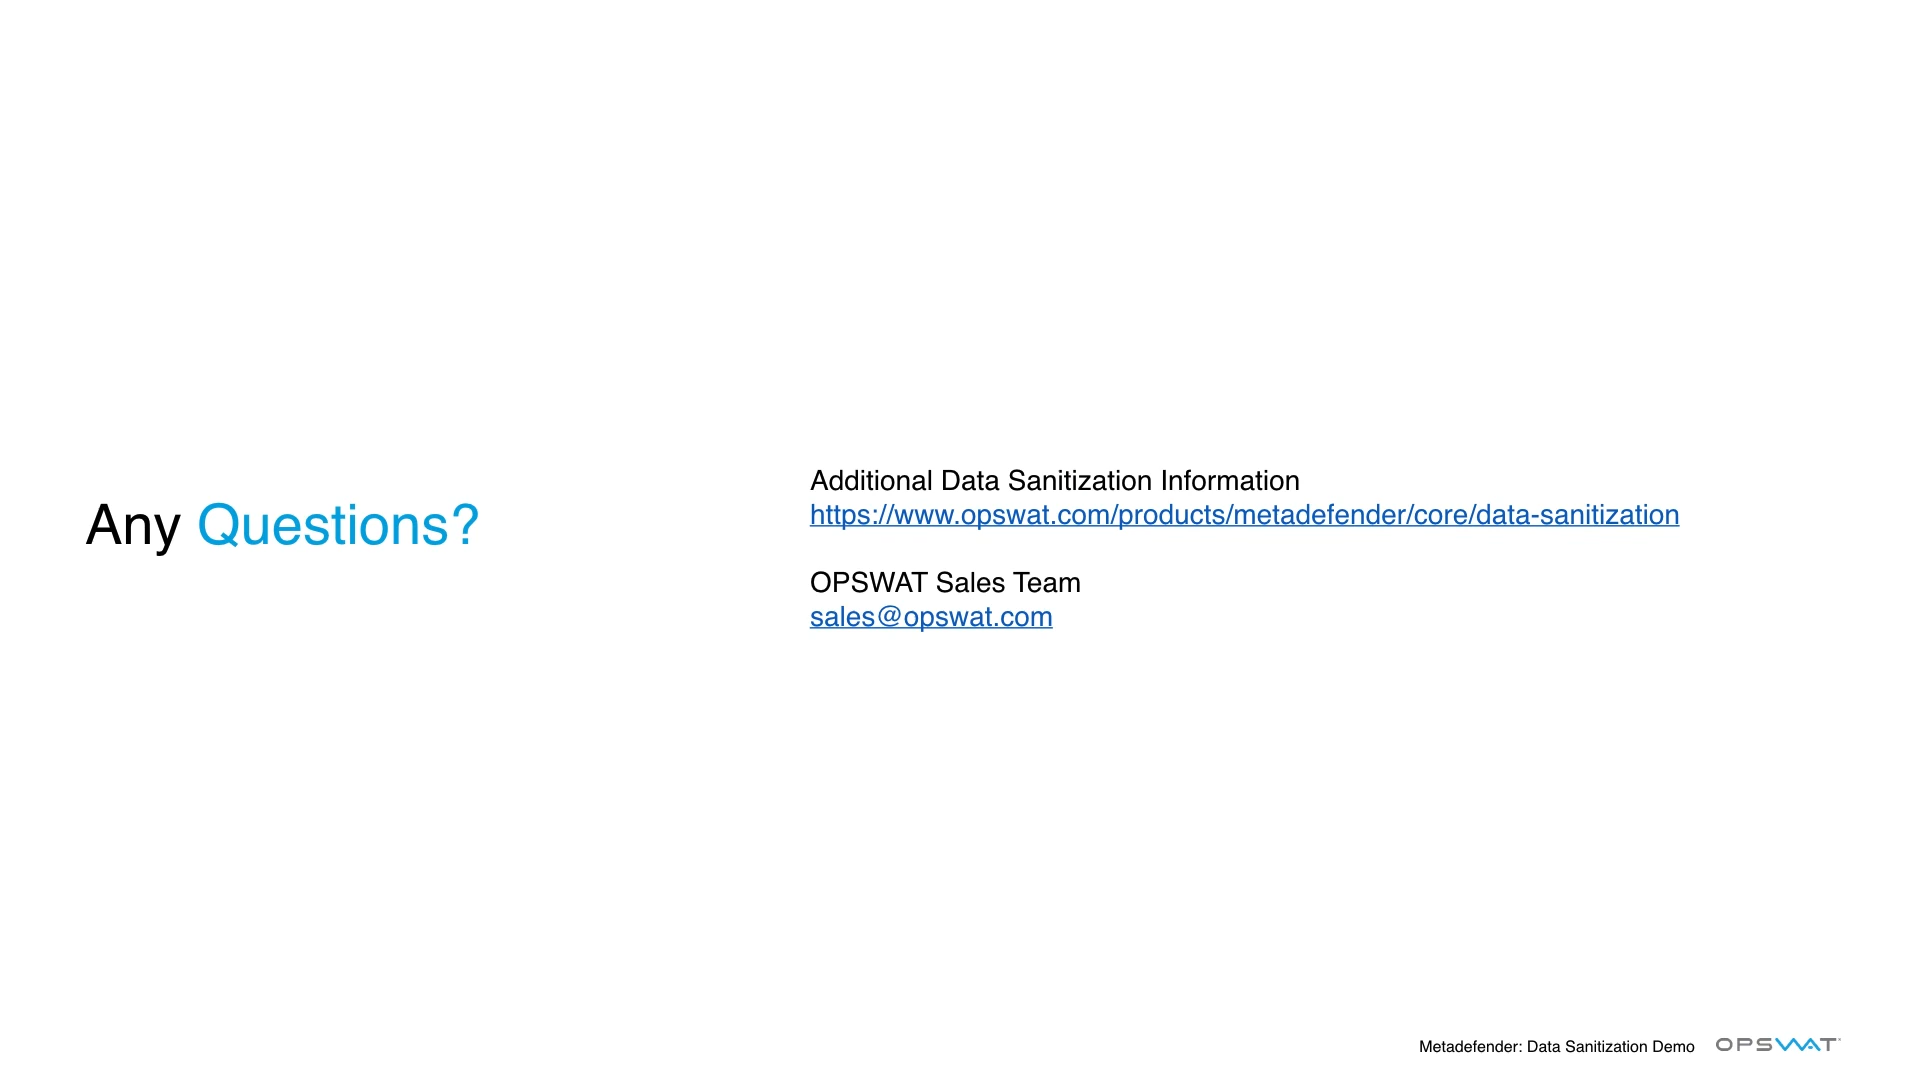 Any Questions?
Additional Data Sanitization Information
https://www.opswat.com/products/metadefender/core/data-sanitization
OPSWAT Sales Team
sales@opswat.com
Metadefender: Data Sanitization Demo
OPSWAT